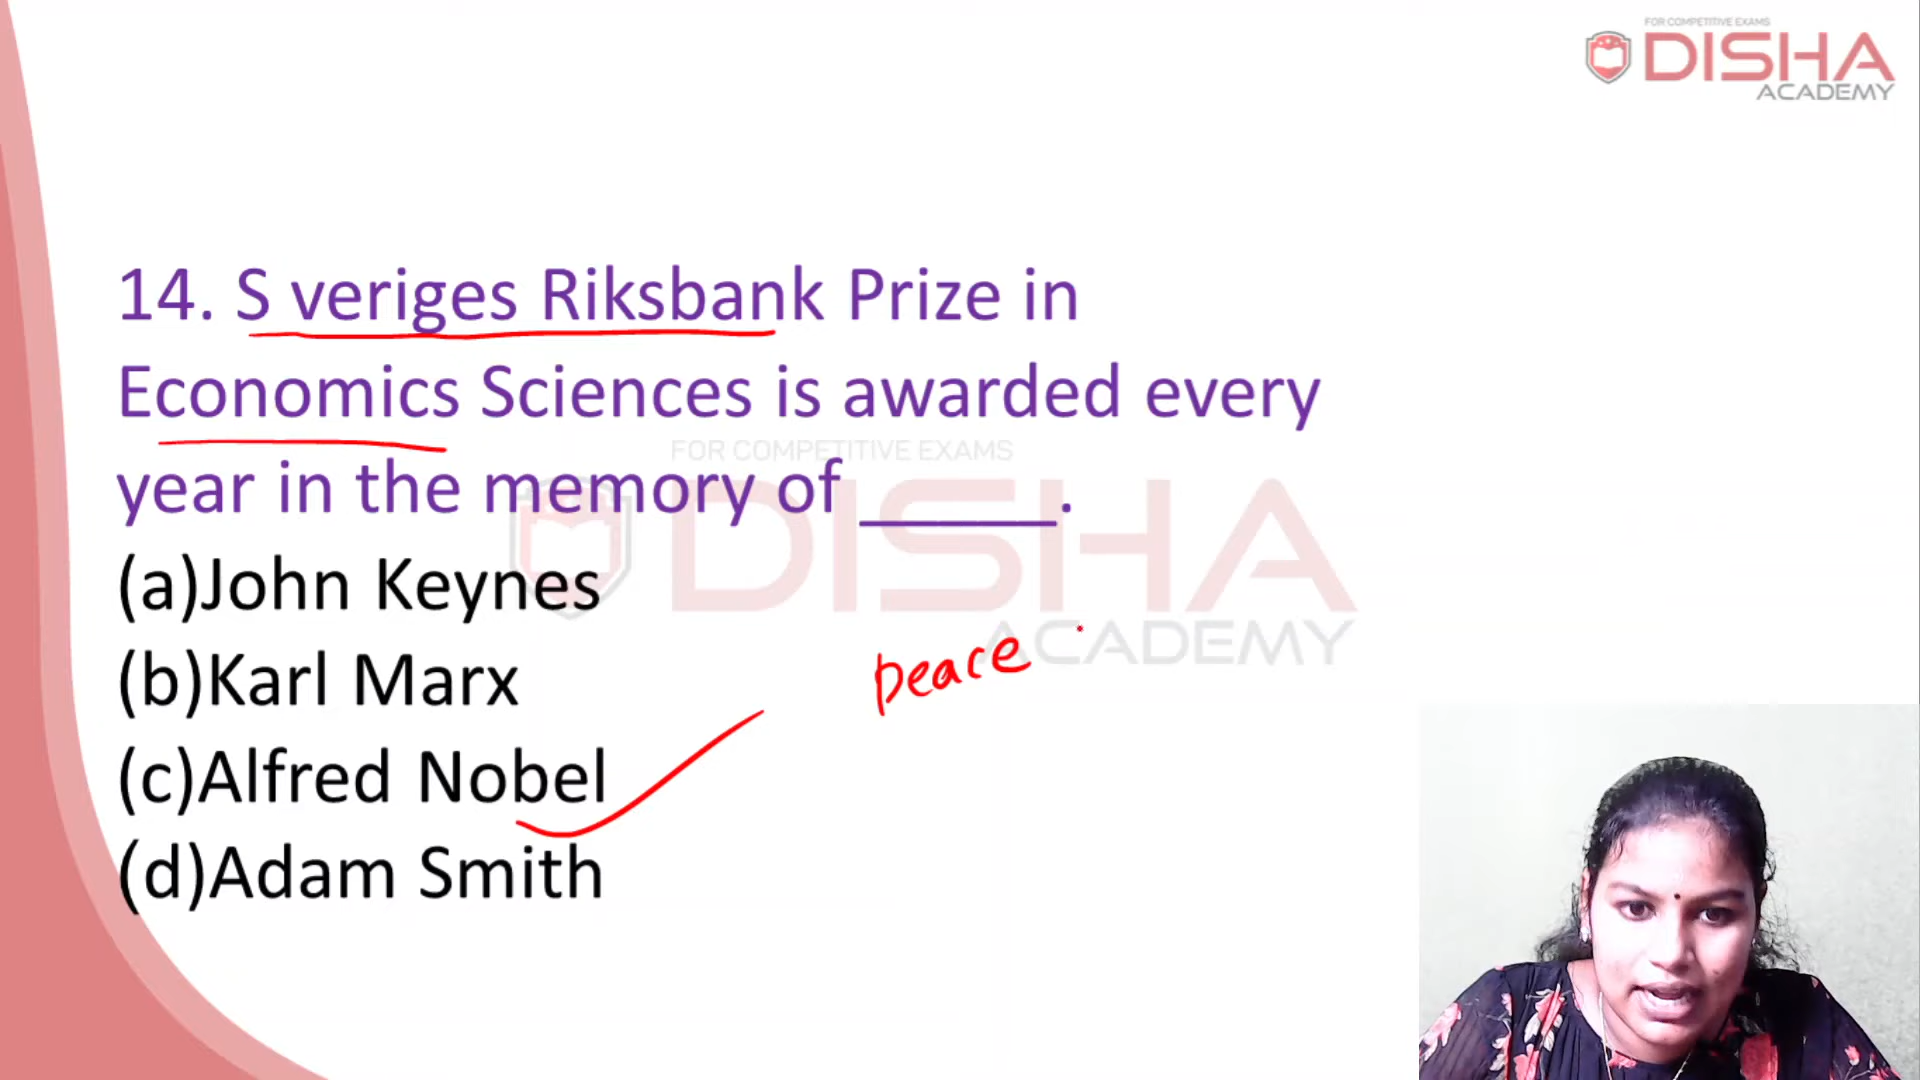 FOR COMPETITIVE EXAMS
DISHA
ACADEMY
14. S veriges Riksbank Prize in
Economics Sciences is awarded every
year in the memory of ______.
FOR COMPETITIVE EXAMS
DISHA
ACADEMY
(a)John Keynes
(b)Karl Marx
peace
(c)Alfred Nobel
(d)Adam Smith